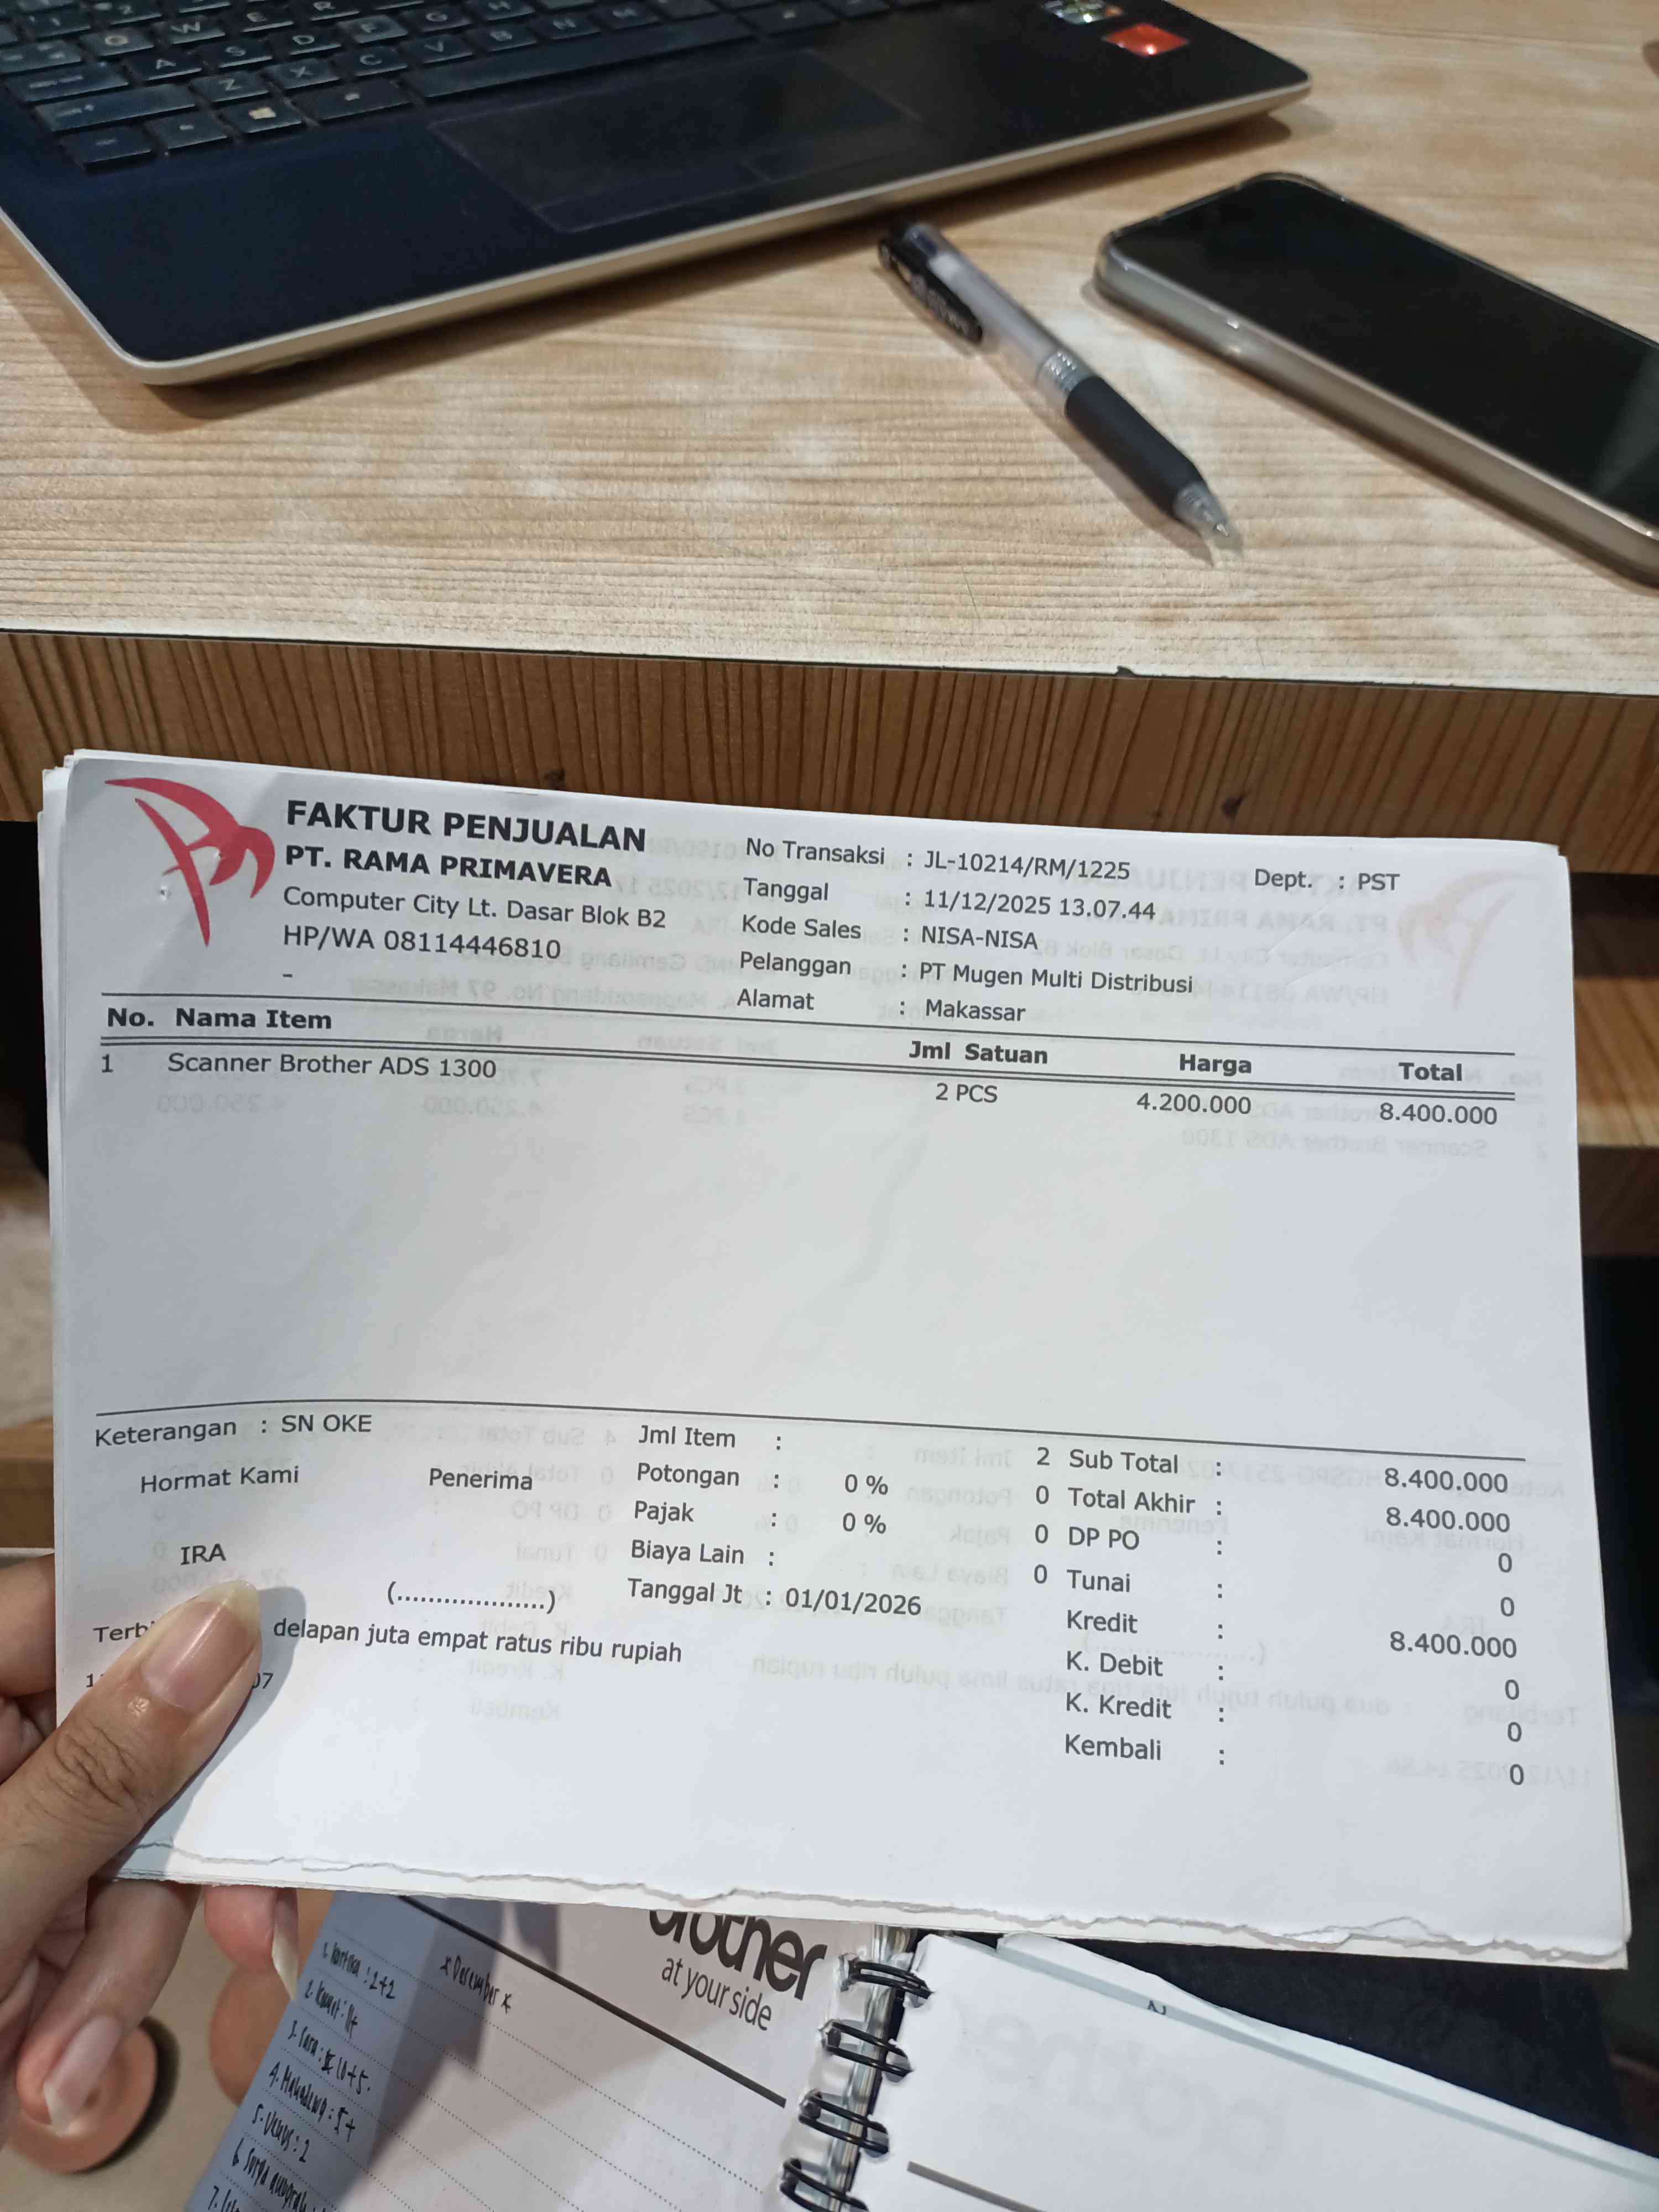 FAKTUR PENJUALAN
PT. RAMA PRIMAVERA
Computer City Lt. Dasar Blok B2
HP/WA 08114446810
-
No Transaksi : JL-10214/RM/1225
Dept. : PST
Tanggal : 11/12/2025 13.07.44
Kode Sales : NISA-NISA
Pelanggan : PT Mugen Multi Distribusi
Alamat : Makassar
No. Nama Item Jml Satuan Harga Total
1 Scanner Brother ADS 1300 2 PCS 4.200.000 8.400.000
Keterangan : SN OKE
Hormat Kami
Penerima
IRA
(....................)
Jml Item : 2
Potongan : 0 % 0
Pajak : 0 % 0
Biaya Lain : 0
Tanggal Jt : 01/01/2026
Sub Total : 8.400.000
Total Akhir : 8.400.000
DP PO : 0
Tunai : 0
Kredit : 8.400.000
K. Debit : 0
K. Kredit : 0
Kembali : 0
delapan juta empat ratus ribu rupiah
at your side
x Desember x